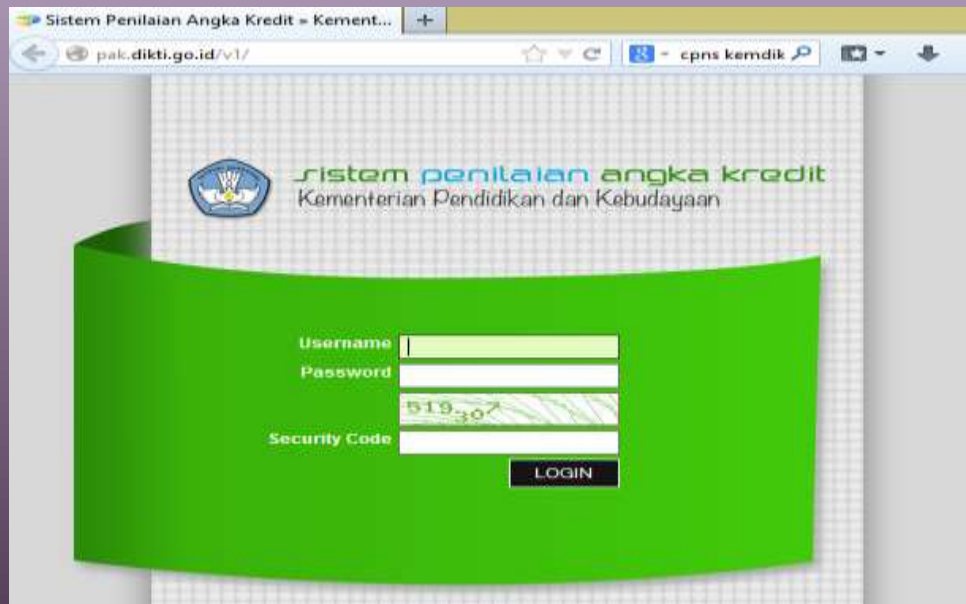 Sistem Penilaian Angka Kredit = Kement...
pak.dikti.go.id/v1/
cpns kemdik
sistem penilaian angka kredit
Kementerian Pendidikan dan Kebudayaan
Username
Password
Security Code
LOGIN